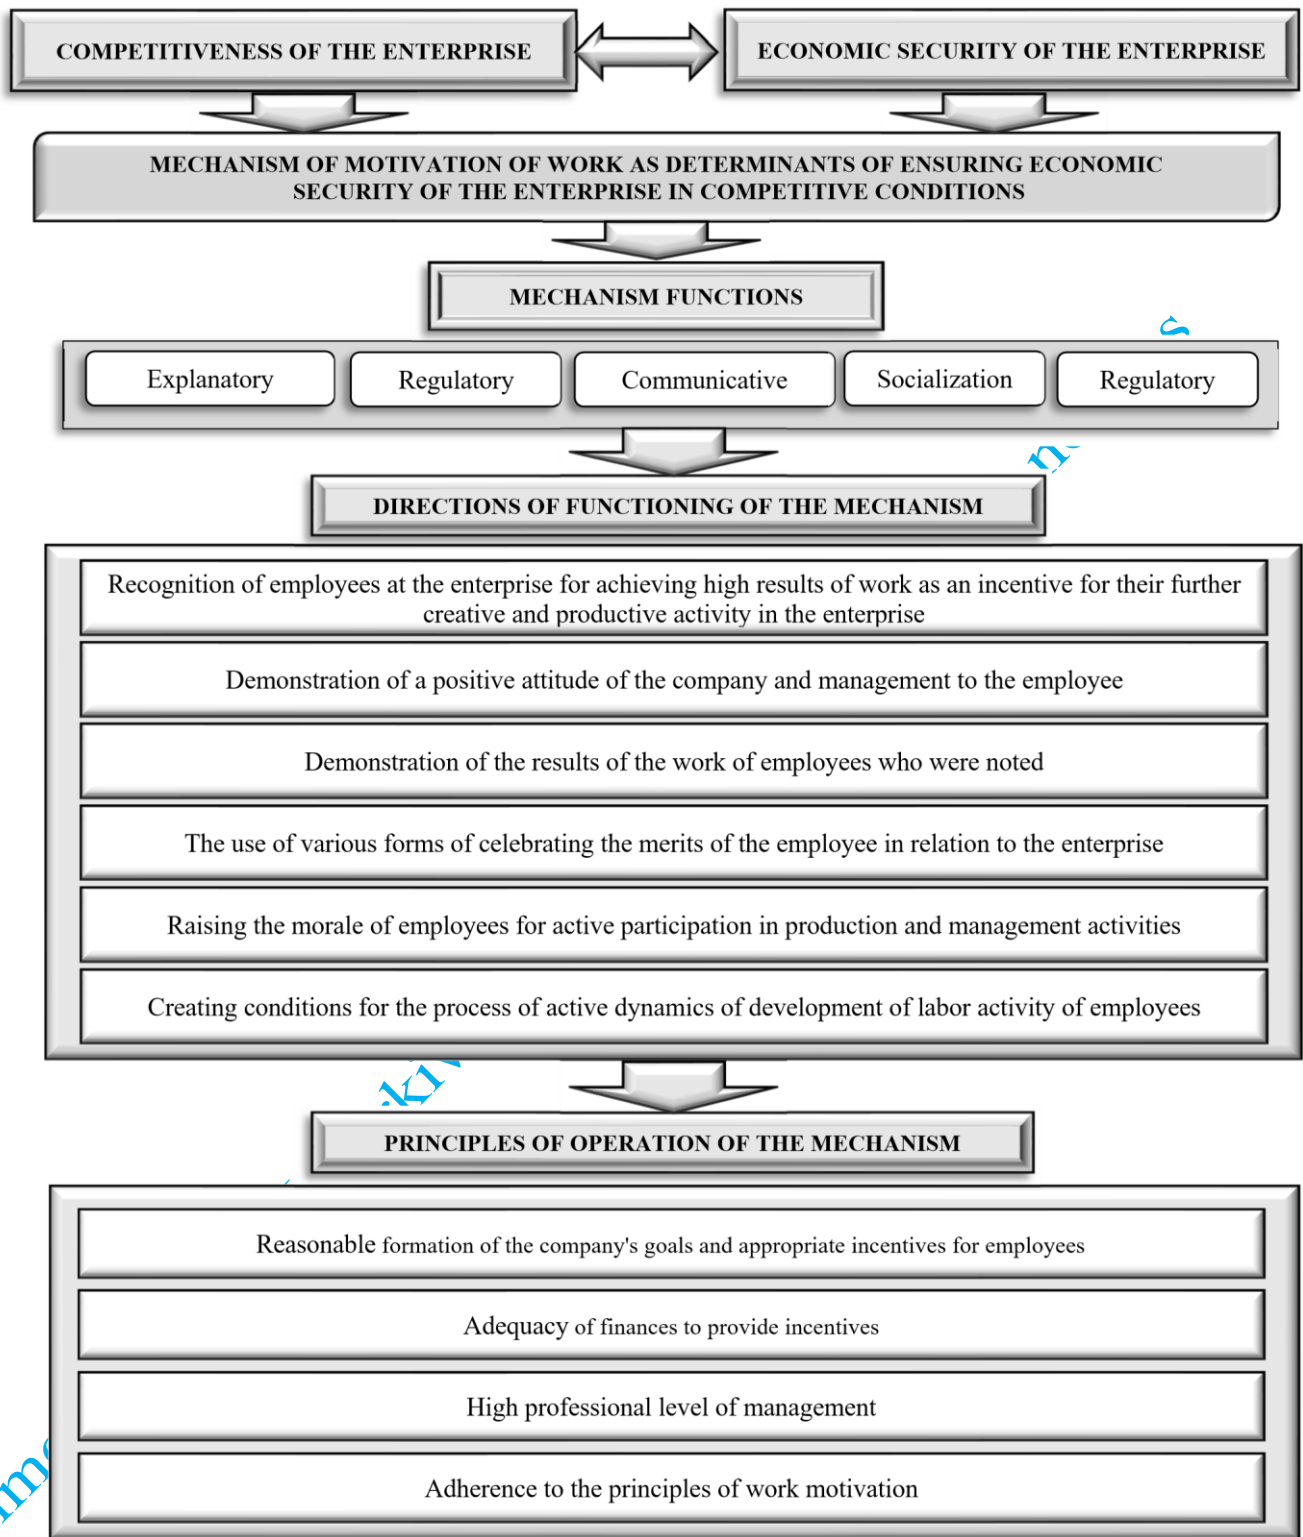 COMPETITIVENESS OF THE ENTERPRISE
ECONOMIC SECURITY OF THE ENTERPRISE
MECHANISM OF MOTIVATION OF WORK AS DETERMINANTS OF ENSURING ECONOMIC
SECURITY OF THE ENTERPRISE IN COMPETITIVE CONDITIONS
MECHANISM FUNCTIONS
Explanatory
Regulatory
Communicative
Socialization
Regulatory
DIRECTIONS OF FUNCTIONING OF THE MECHANISM
Recognition of employees at the enterprise for achieving high results of work as an incentive for their further
creative and productive activity in the enterprise
Demonstration of a positive attitude of the company and management to the employee
Demonstration of the results of the work of employees who were noted
The use of various forms of celebrating the merits of the employee in relation to the enterprise
Raising the morale of employees for active participation in production and management activities
Creating conditions for the process of active dynamics of development of labor activity of employees
PRINCIPLES OF OPERATION OF THE MECHANISM
Reasonable formation of the company's goals and appropriate incentives for employees
Adequacy of finances to provide incentives
High professional level of management
Adherence to the principles of work motivation